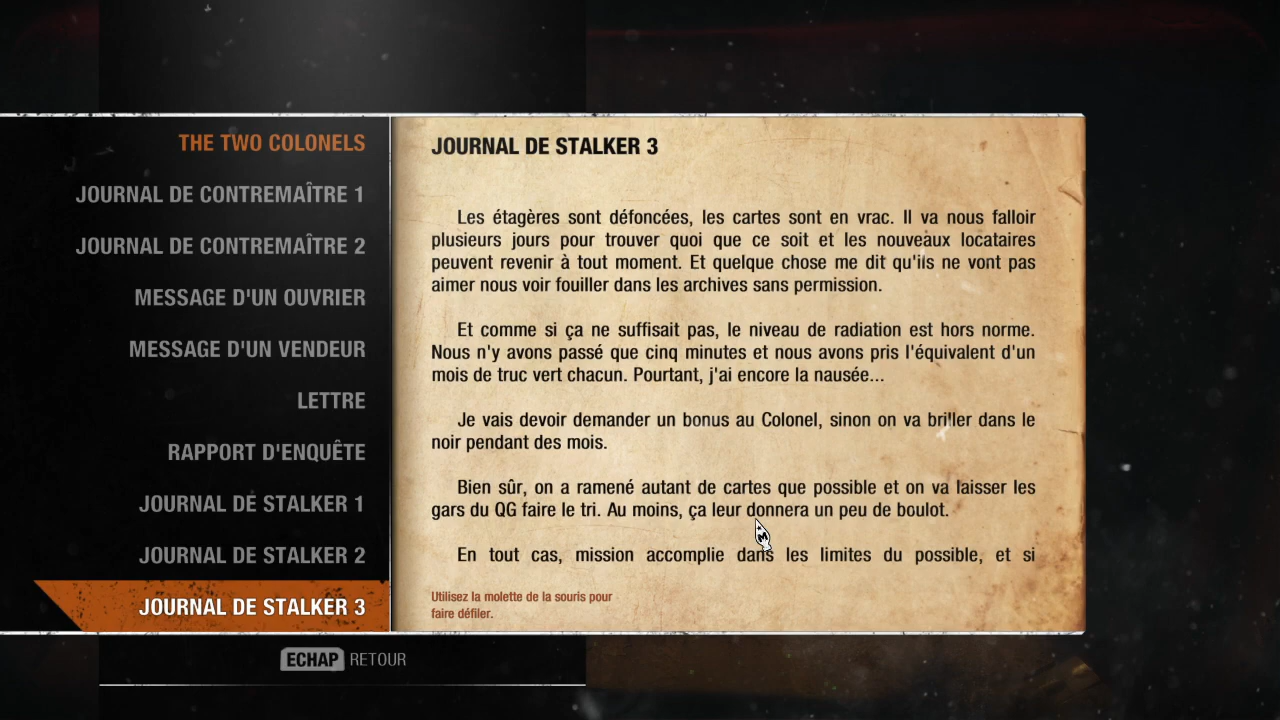 THE TWO COLONELS
JOURNAL DE CONTREMAÎTRE 1
JOURNAL DE CONTREMAÎTRE 2
MESSAGE D'UN OUVRIER
MESSAGE D'UN VENDEUR
LETTRE
RAPPORT D'ENQUÊTE
JOURNAL DE STALKER 1
JOURNAL DE STALKER 2
JOURNAL DE STALKER 3
JOURNAL DE STALKER 3
Les étagères sont défoncées, les cartes sont en vrac. Il va nous falloir
plusieurs jours pour trouver quoi que ce soit et les nouveaux locataires
peuvent revenir à tout moment. Et quelque chose me dit qu'ils ne vont pas
aimer nous voir fouiller dans les archives sans permission.
Et comme si ça ne suffisait pas, le niveau de radiation est hors norme.
Nous n'y avons passé que cinq minutes et nous avons pris l'équivalent d'un
mois de truc vert chacun. Pourtant, j'ai encore la nausée...
Je vais devoir demander un bonus au Colonel, sinon on va briller dans le
noir pendant des mois.
Bien sûr, on a ramené autant de cartes que possible et on va laisser les
gars du QG faire le tri. Au moins, ça leur donnera un peu de boulot.
En tout cas, mission accomplie dans les limites du possible, et si
Utilisez la molette de la souris pour
faire défiler.
ECHAP RETOUR